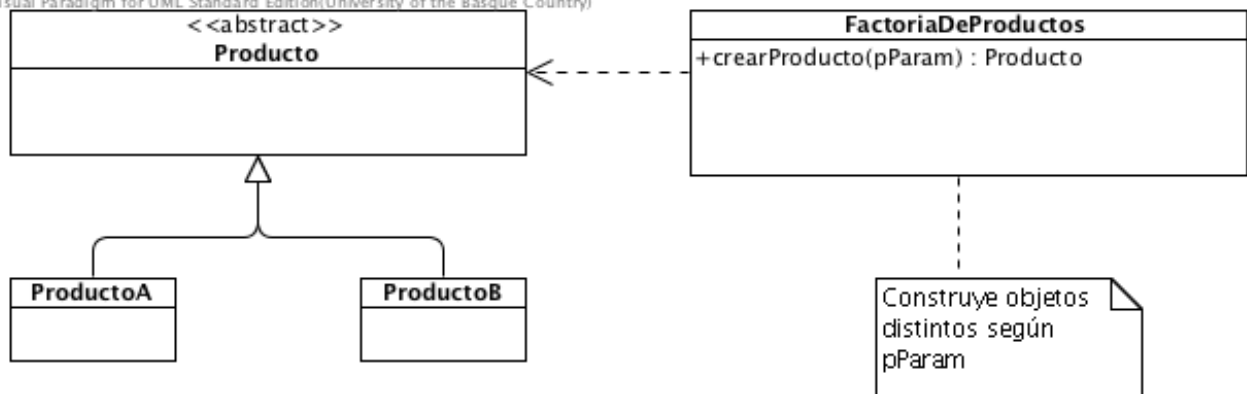 Visual Paradigm for UML Standard Edition(University of the Basque Country)
<<abstract>>
Producto
FactoriaDeProductos
+crearProducto(pParam) : Producto
ProductoA
ProductoB
Construye objetos
distintos según
pParam